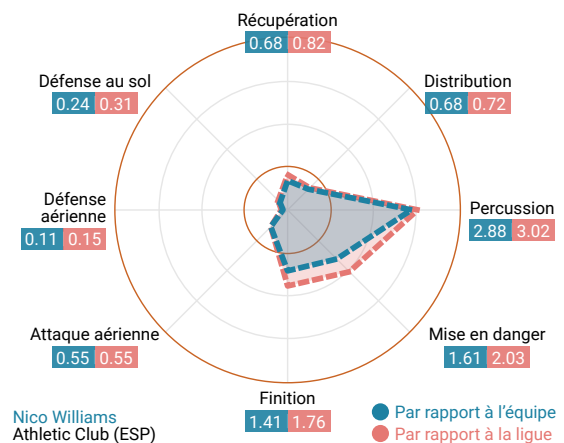 Récupération
0.68 0.82
Défense au sol
0.24 0.31
Distribution
0.68 0.72
Défense
aérienne
0.11 0.15
Percussion
2.88 3.02
Attaque aérienne
0.55 0.55
Mise en danger
1.61 2.03
Finition
1.41 1.76
Nico Williams
Athletic Club (ESP)
Par rapport à l'équipe
Par rapport à la ligue